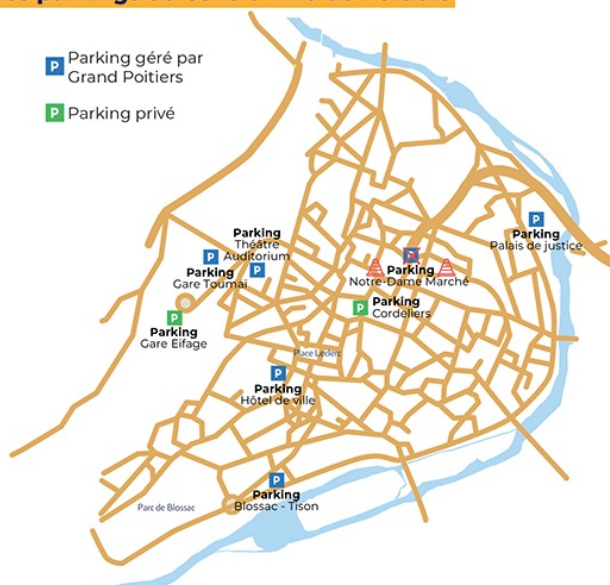 Parking géré par
Grand Poitiers
Parking privé
Parking
Théâtre
Auditorium
Parking
Gare Toumaï
Parking
Palais de justice
Parking
Notre-Dame Marché
Parking
Cordeliers
Parking
Gare Eifage
Place Leclerc
Parking
Hôtel de ville
Parking
Blossac - Tison
Parc de Blossac